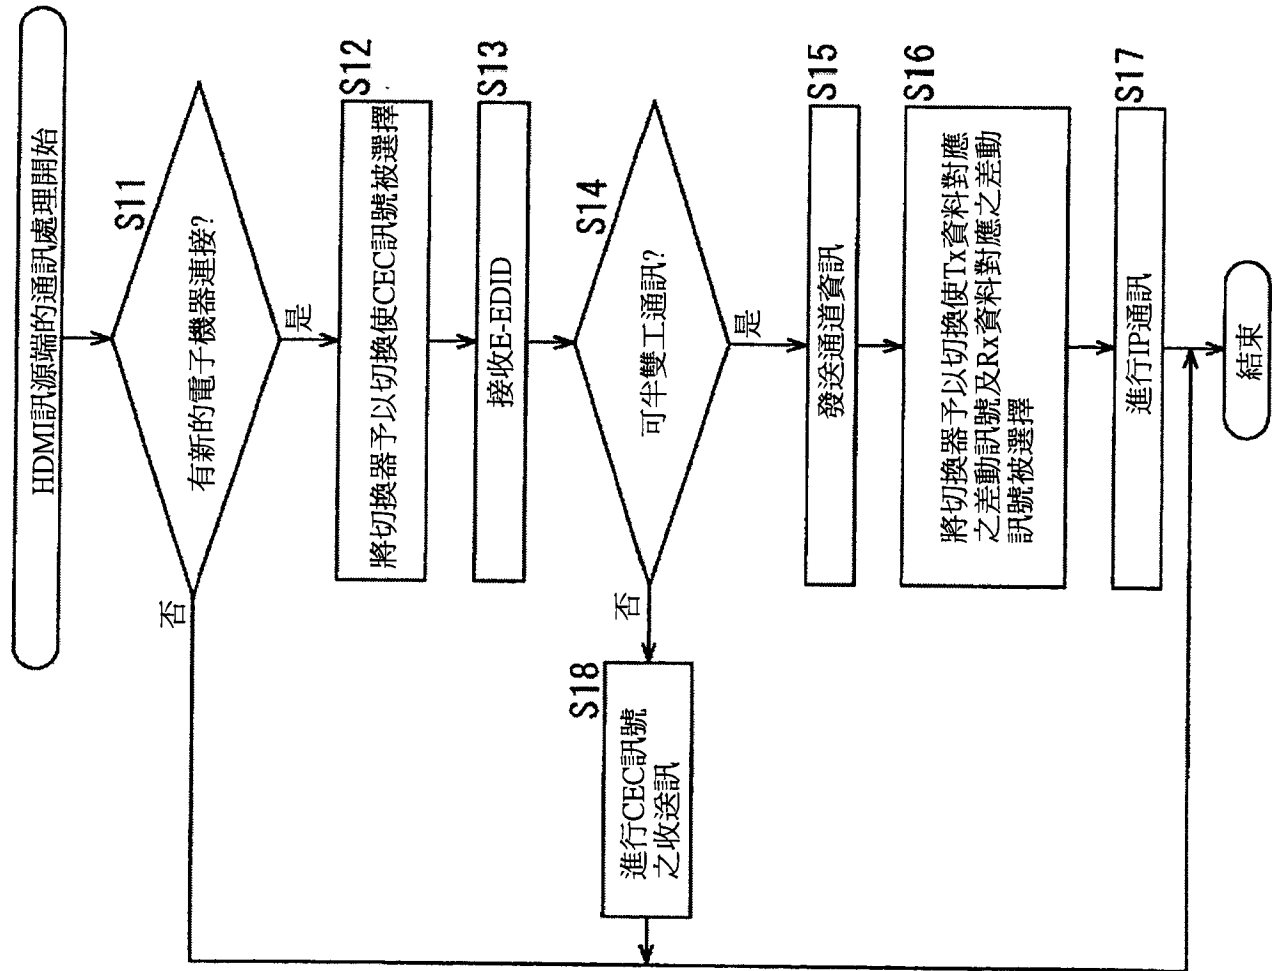 HDMI訊源端的通訊處理開始
S11
有新的電子機器連接?
否
是
S12
將切換器予以切換使CEC訊號被選擇
S13
接收E-EDID
S14
可半雙工通訊?
否
是
S15
發送通道資訊
S16
將切換器予以切換使Tx資料對應
之差動訊號及Rx資料對應之差動
訊號被選擇
S17
進行IP通訊
S18
進行CEC訊號
之收送訊
結束